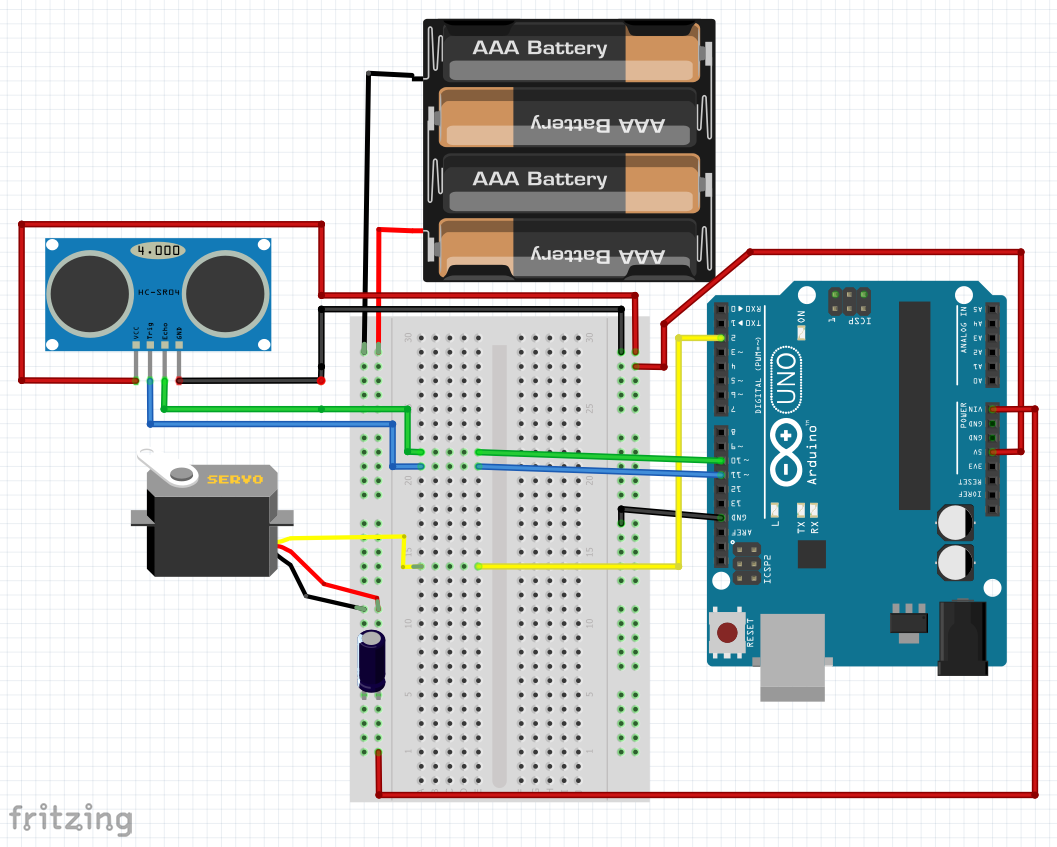 AAA Battery
AAA Battery
AAA Battery
AAA Battery
4.000
HC-SR04
VCC
Trig
Echo
GND
SERVO
30
30
25
25
20
20
15
15
10
10
5
5
1
1
0 ◄ RXD
1 ► TXD
2
3 ~
4
5 ~
6 ~
7
8
9 ~
10 ~
11 ~
12
13
GND
AREF
DIGITAL (PWM=~)
ON
1
ICSP
UNO
Arduino™
L
TX
RX
ICSP2
RESET
ANALOG IN
A5
A4
A3
A2
A1
A0
POWER
VIN
GND
GND
5V
3V3
RESET
IOREF
fritzing